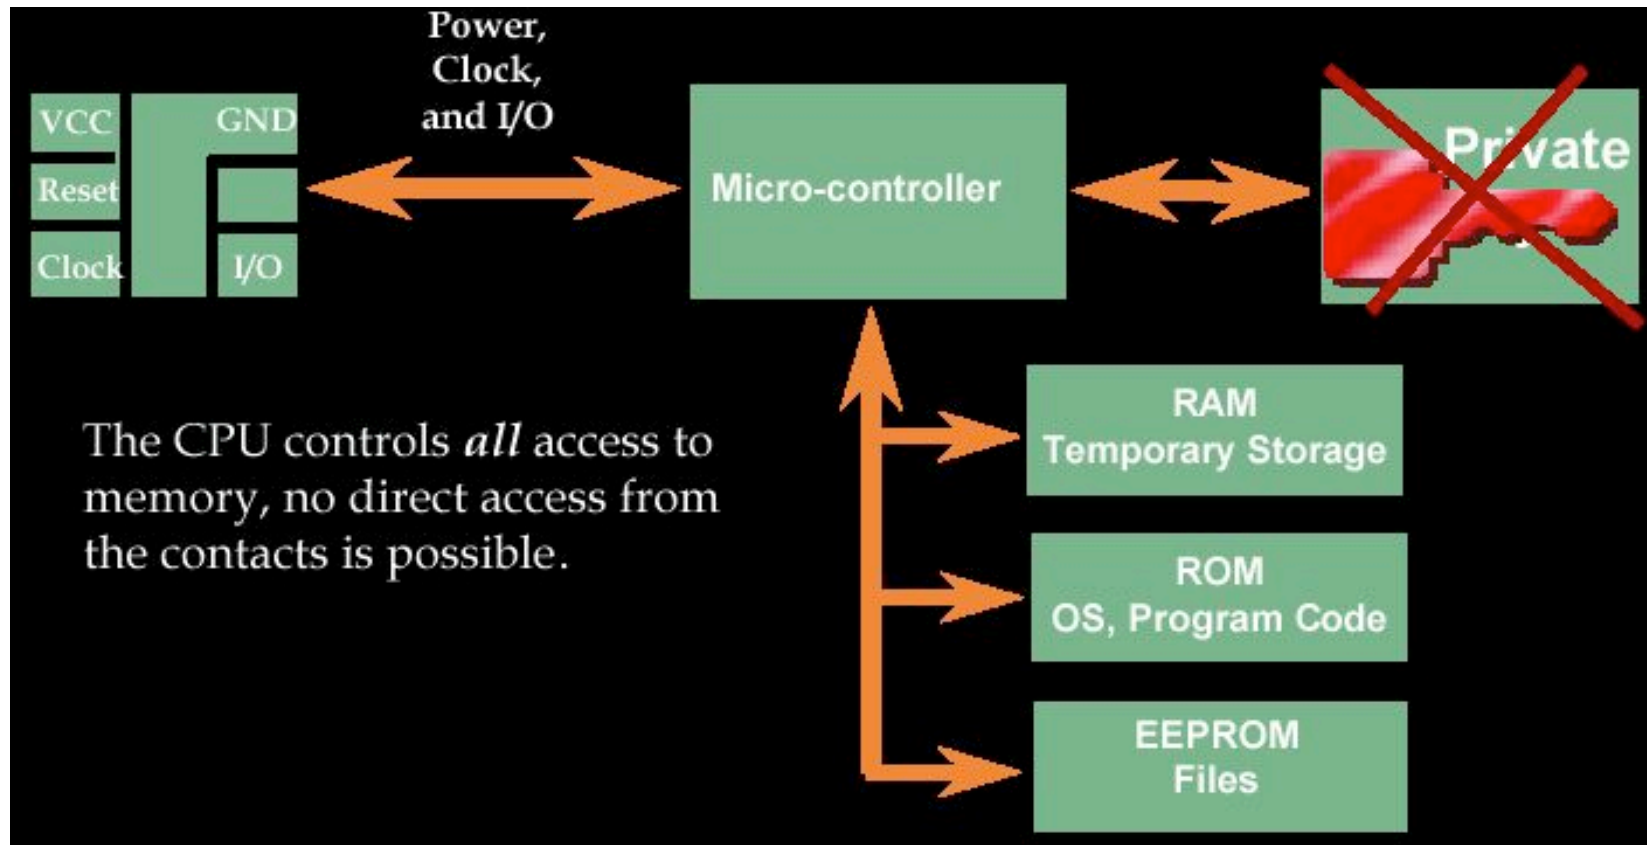 Power,
Clock,
and I/O
VCC
GND
Reset
Clock
I/O
Micro-controller
Private
The CPU controls all access to
memory, no direct access from
the contacts is possible.
RAM
Temporary Storage
ROM
OS, Program Code
EEPROM
Files